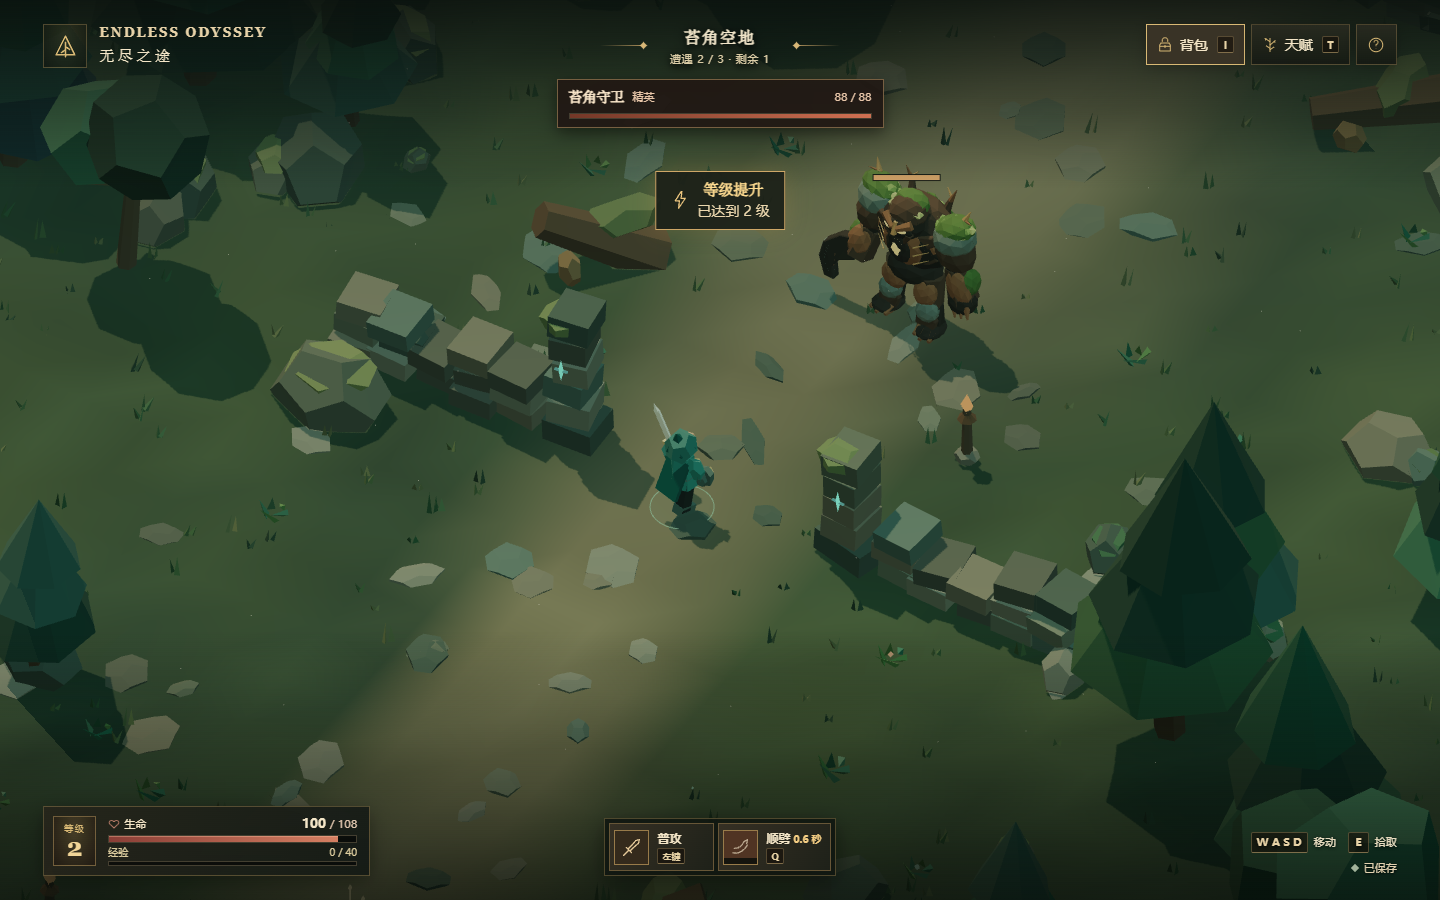 ENDLESS ODYSSEY
无尽之途
苔角空地
遭遇 2 / 3 · 剩余 1
苔角守卫 精英 88 / 88
背包 I
天赋 T
?
等级提升
已达到 2 级
等级
2
生命 100 / 108
经验 0 / 40
普攻
左键
顺劈 0.6 秒
Q
WASD 移动 E 拾取
已保存